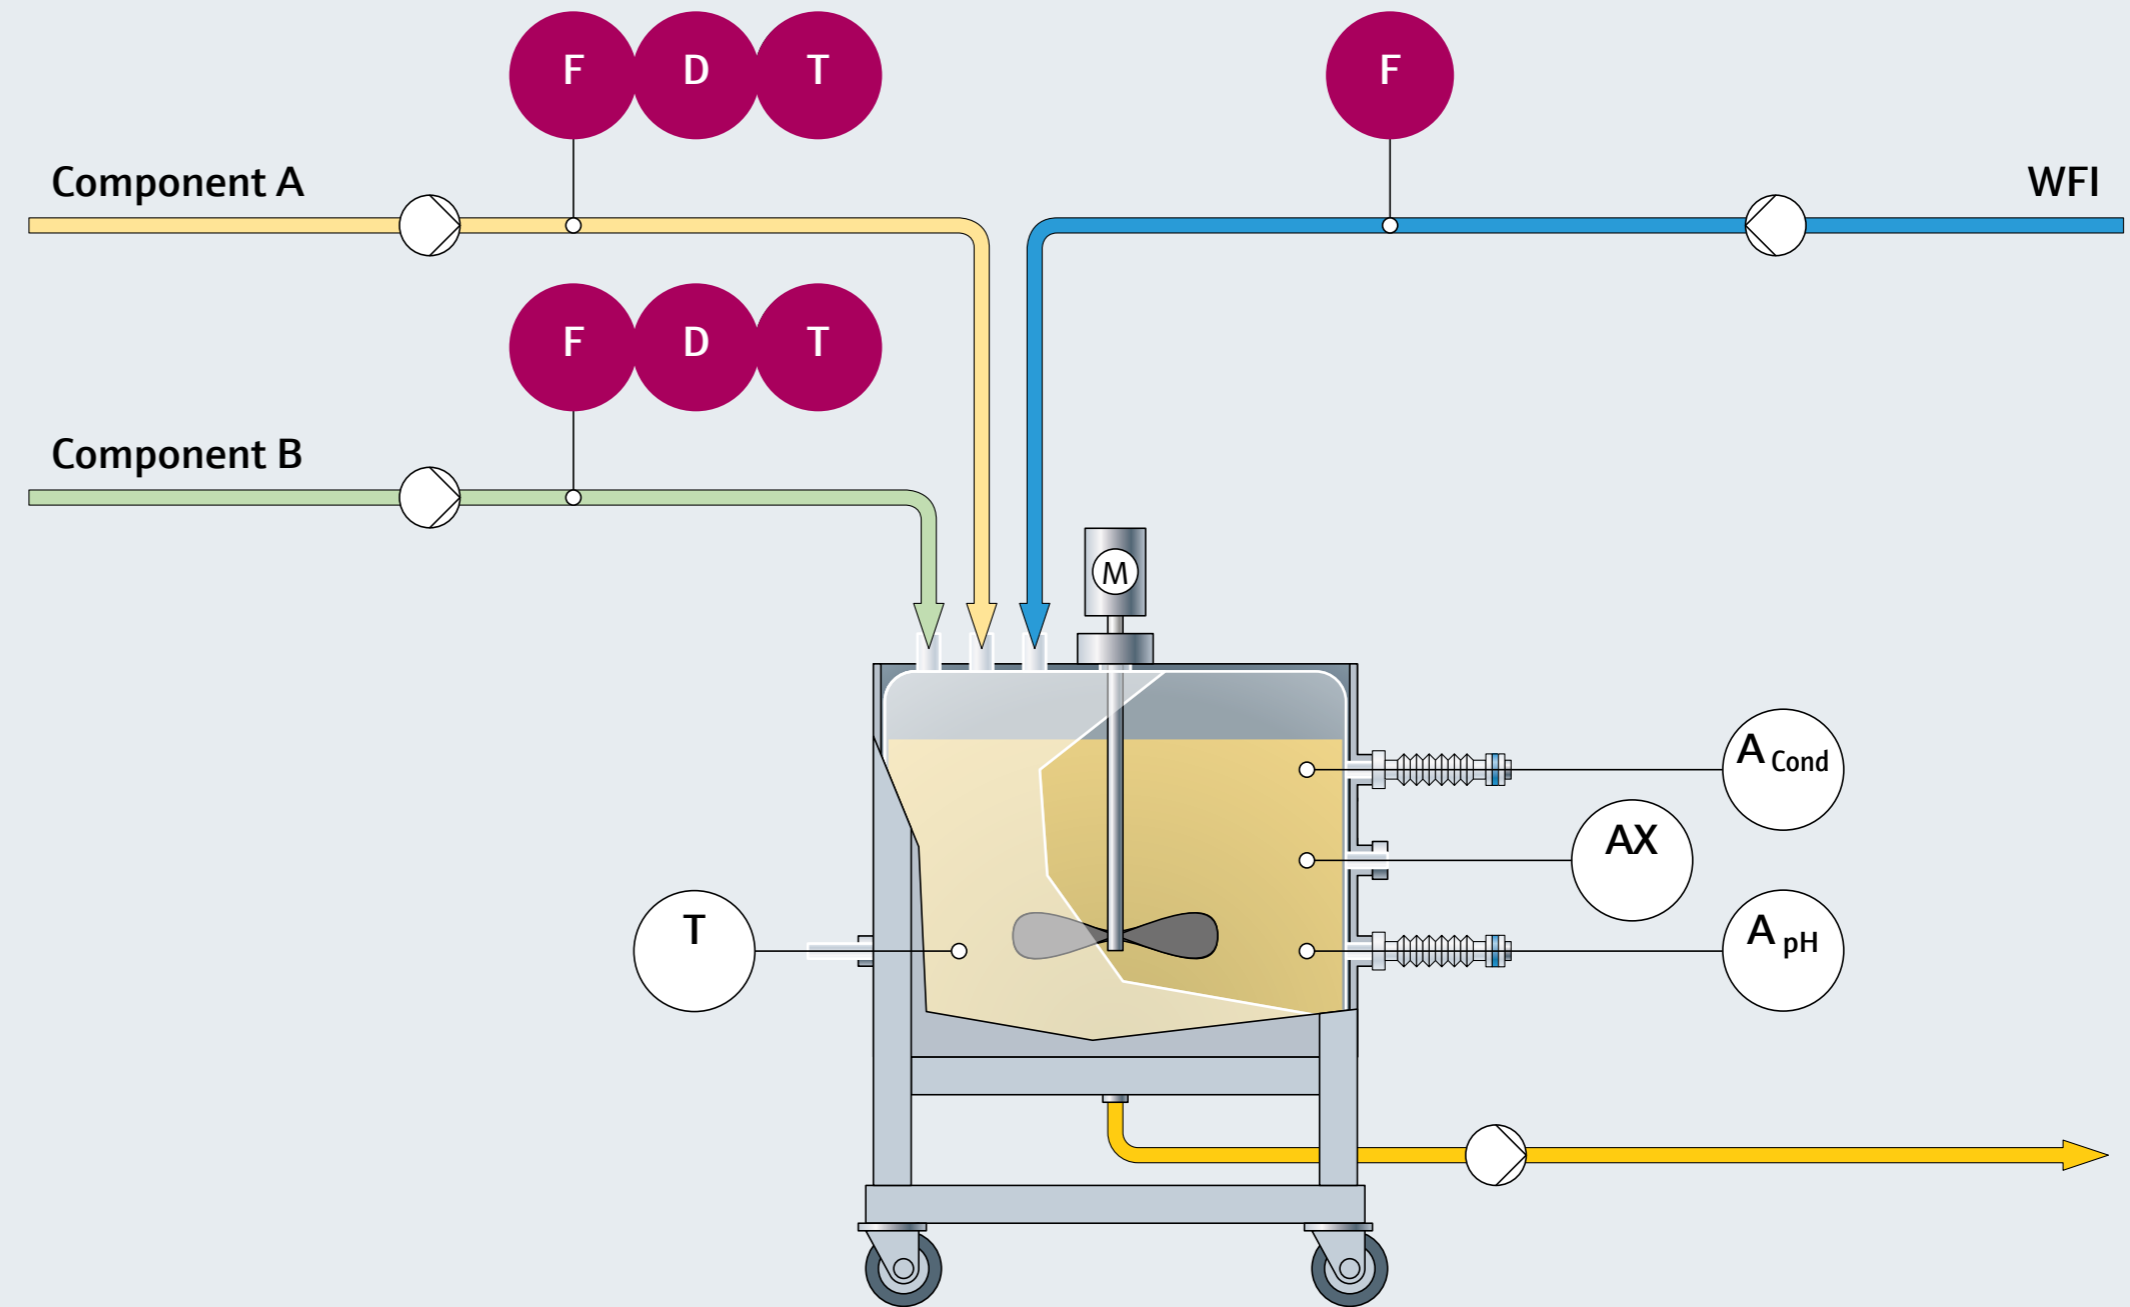 F D T
F
Component A
WFI
F D T
Component B
M
A Cond
AX
T
A pH